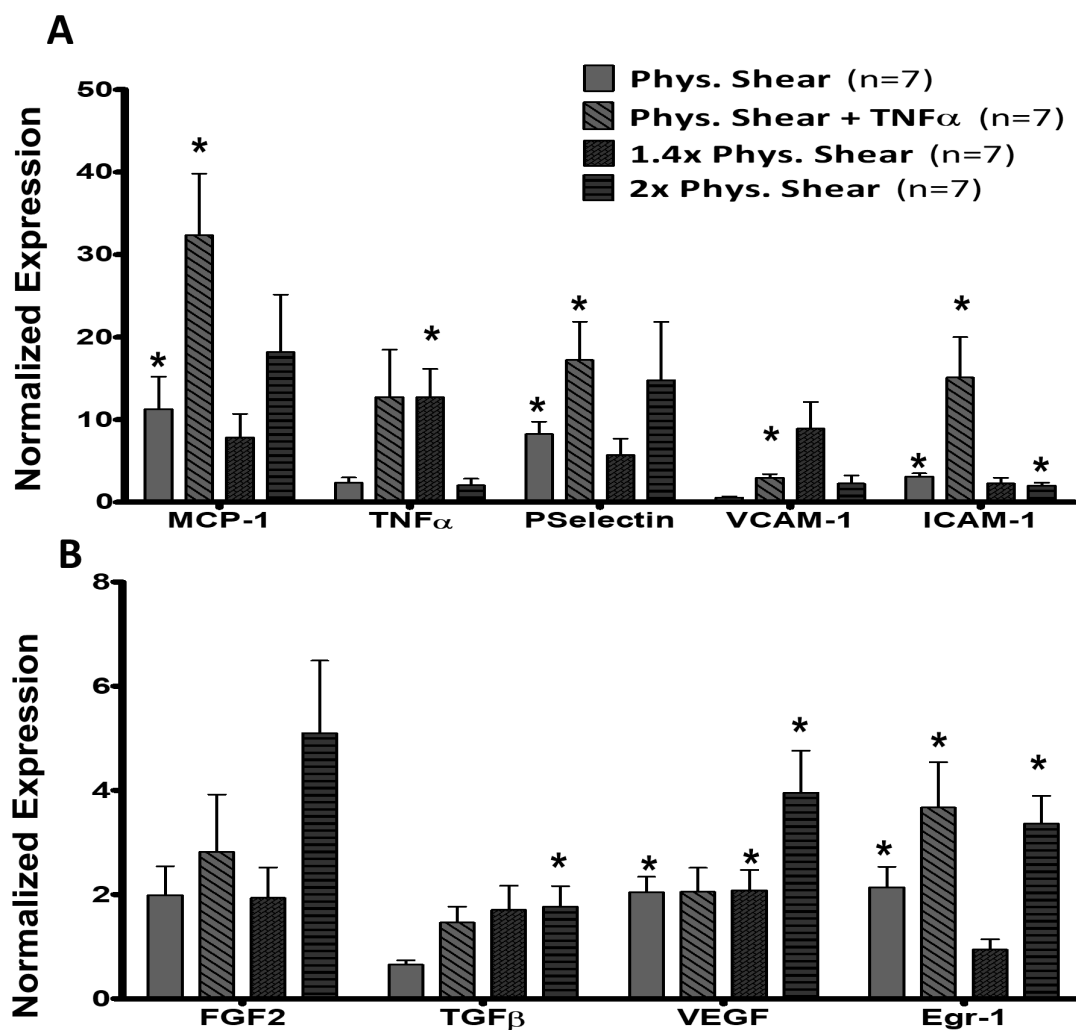 A
Normalized Expression
50
40
30
20
10
0
Phys. Shear (n=7)
Phys. Shear + TNFα (n=7)
1.4x Phys. Shear (n=7)
2x Phys. Shear (n=7)
* * * * * * * *
MCP-1 TNFα PSelectin VCAM-1 ICAM-1
B
Normalized Expression
8
6
4
2
0
* * * * * * *
FGF2 TGFβ VEGF Egr-1